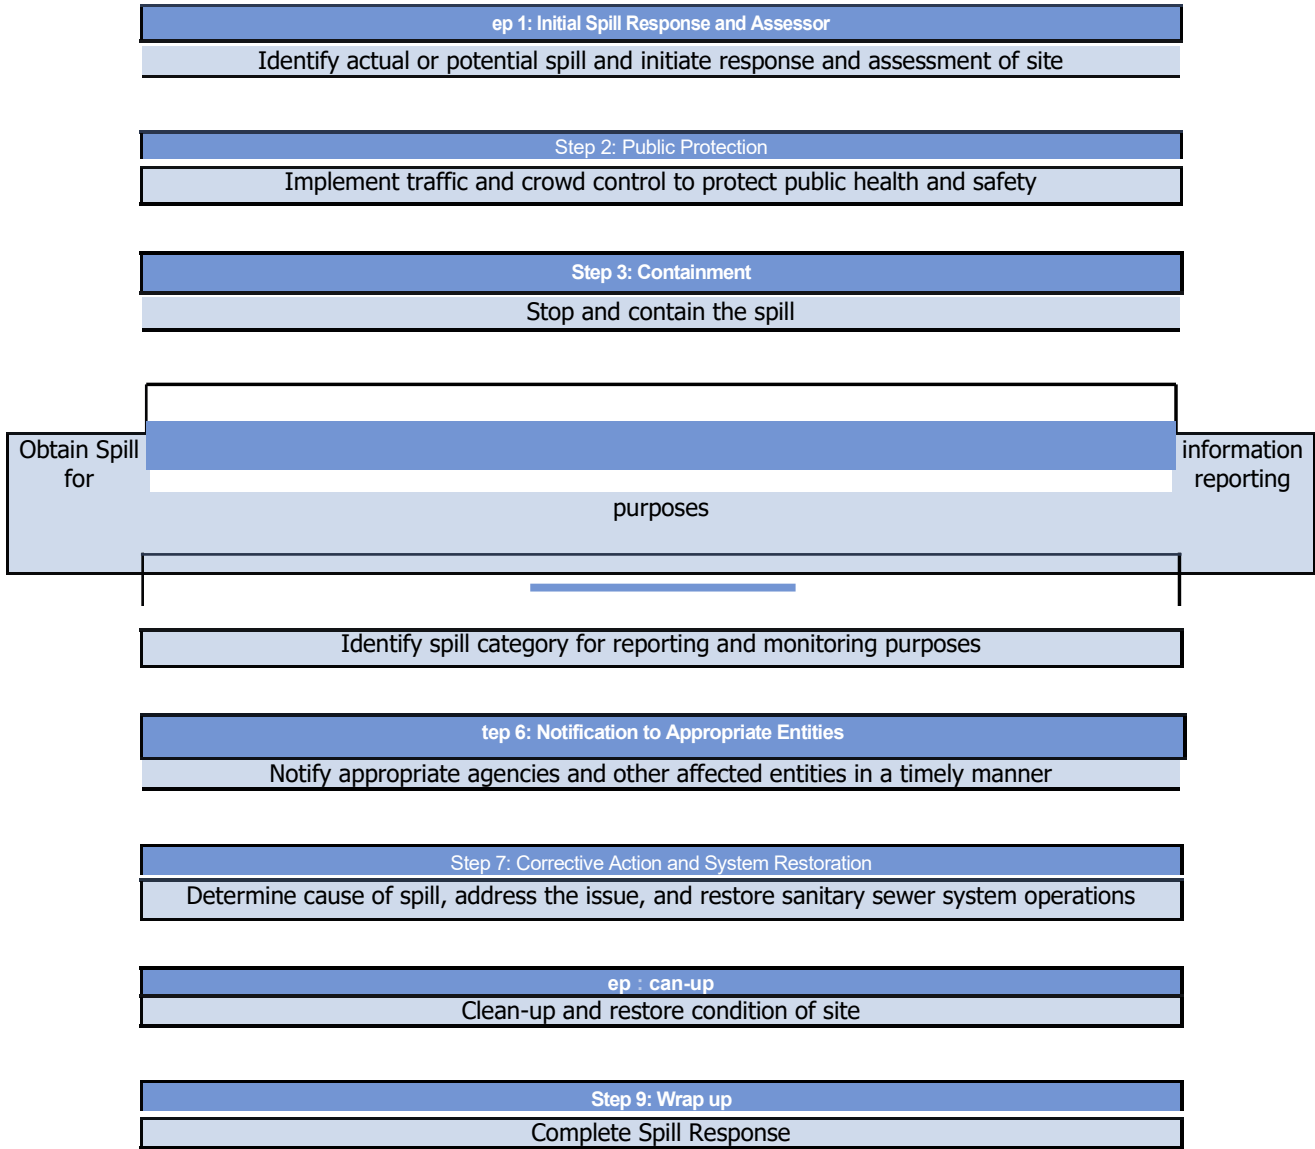 ep 1: Initial Spill Response and Assessor
Identify actual or potential spill and initiate response and assessment of site
Step 2: Public Protection
Implement traffic and crowd control to protect public health and safety
Step 3: Containment
Stop and contain the spill
Obtain Spill information
for reporting
purposes
Identify spill category for reporting and monitoring purposes
tep 6: Notification to Appropriate Entities
Notify appropriate agencies and other affected entities in a timely manner
Step 7: Corrective Action and System Restoration
Determine cause of spill, address the issue, and restore sanitary sewer system operations
ep : can-up
Clean-up and restore condition of site
Step 9: Wrap up
Complete Spill Response